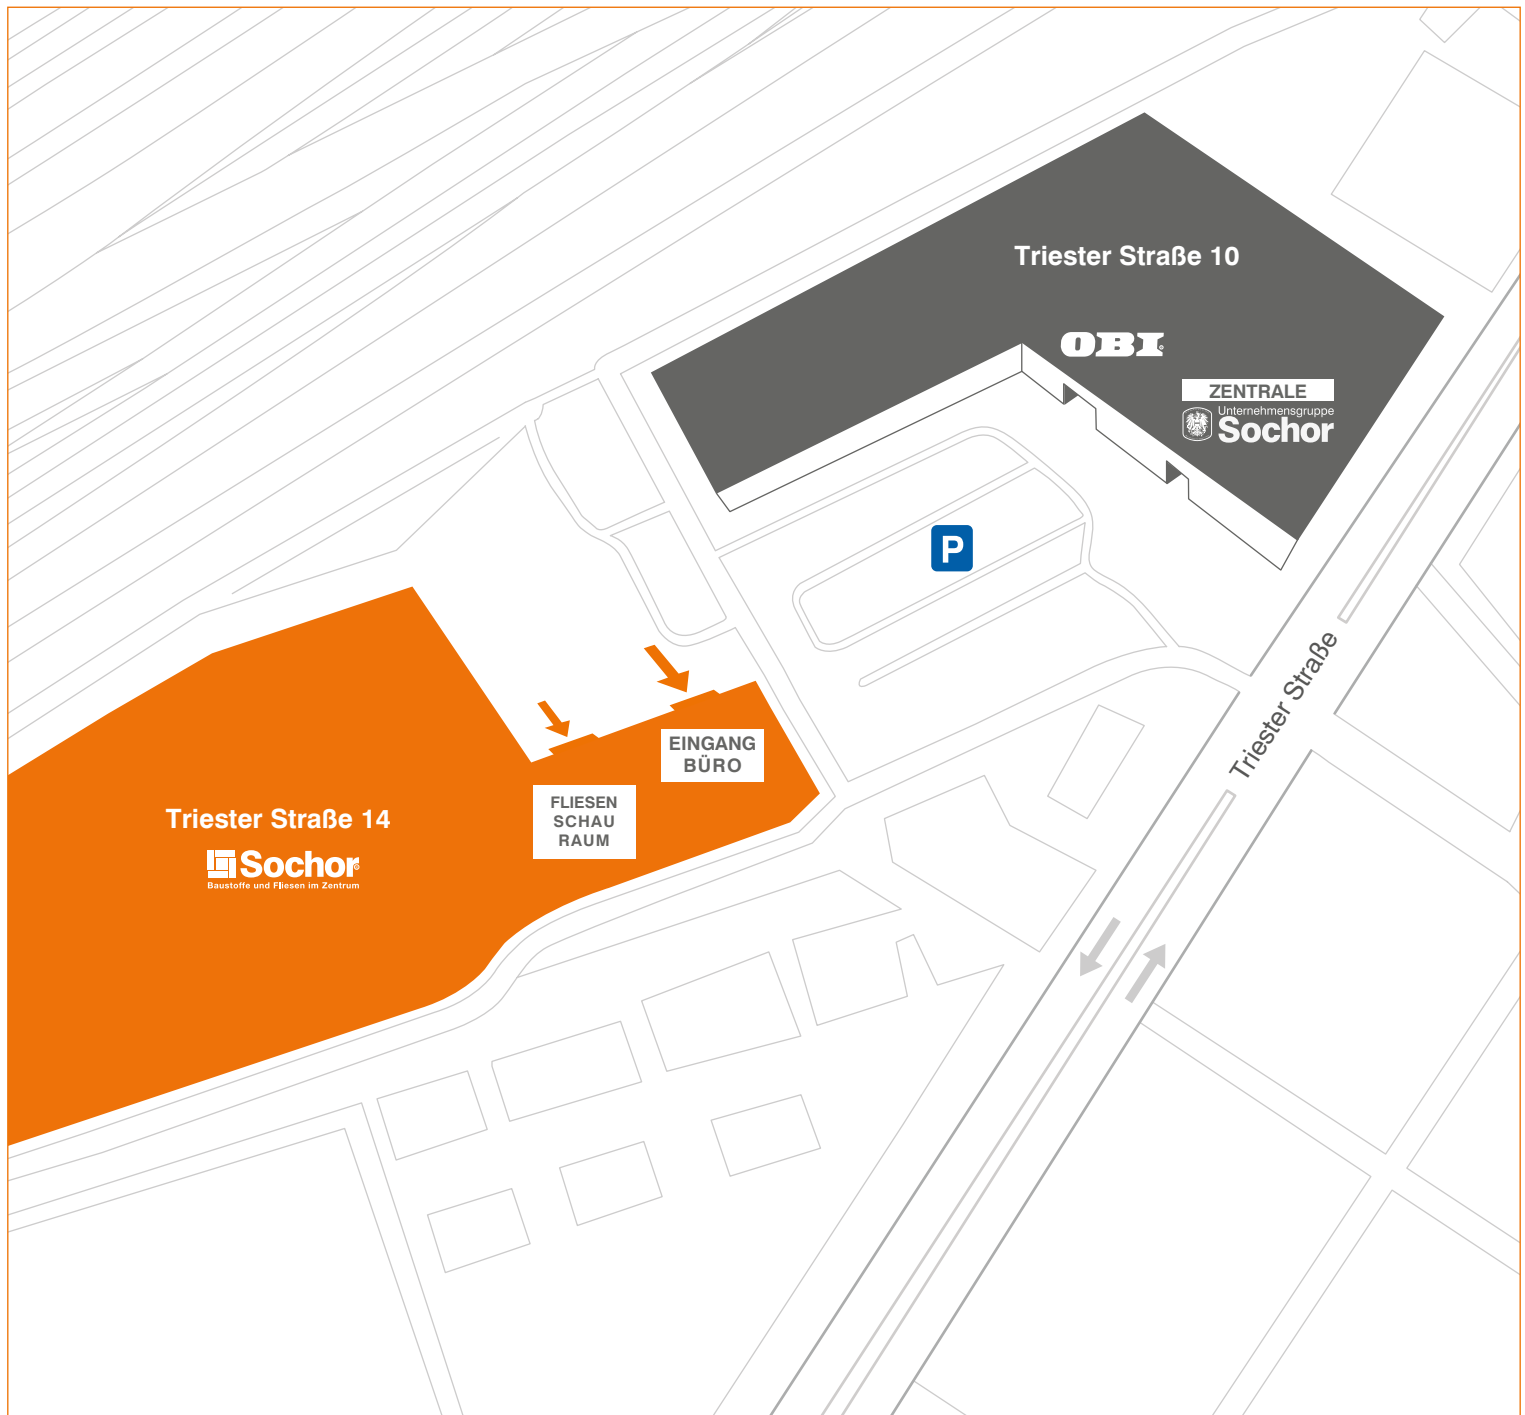 Triester Straße 10
OBI
ZENTRALE
Unternehmensgruppe
Sochor
P
Triester Straße
EINGANG
BÜRO
FLIESEN
SCHAU
RAUM
Triester Straße 14
Sochor
Baustoffe und Fliesen im Zentrum